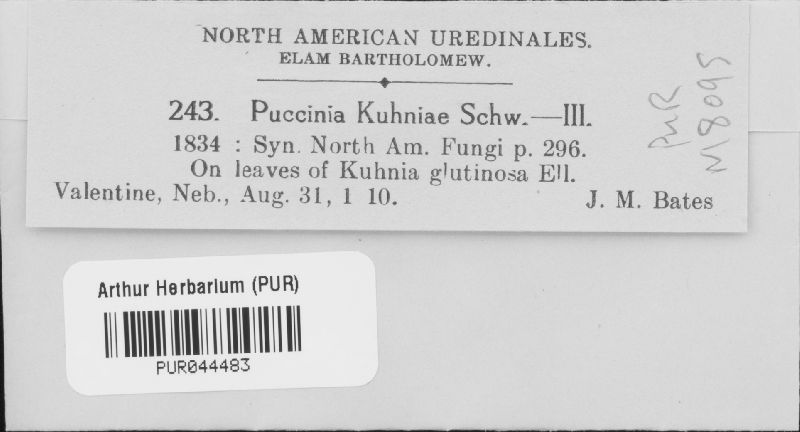 NORTH AMERICAN UREDINALES.
ELAM BARTHOLOMEW.
243. Puccinia Kuhniae Schw.—III.
1834 : Syn. North Am. Fungi p. 296.
On leaves of Kuhnia glutinosa Ell.
Valentine, Neb., Aug. 31, 1 10. J. M. Bates
PUR
M8095
Arthur Herbarium (PUR)
PUR044483